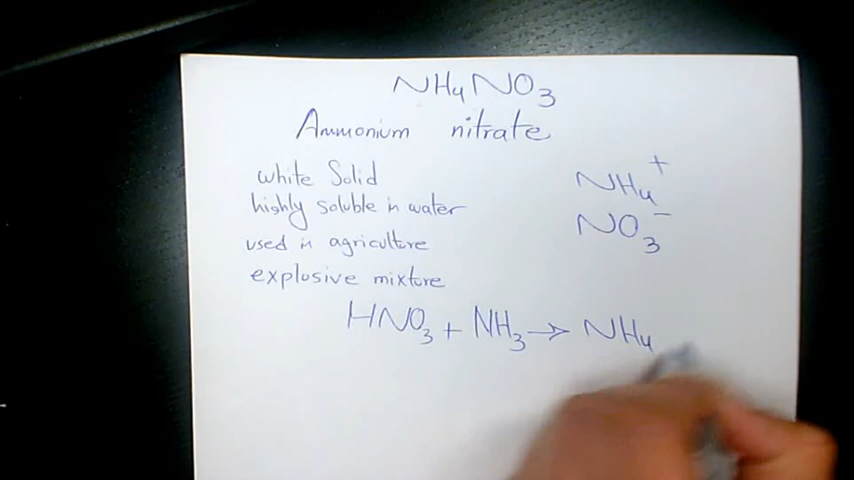 NH4NO3
Ammonium nitrate
white Solid
highly soluble in water
used in agriculture
explosive mixture
NH4+
NO3−
HNO3 + NH3 → NH4